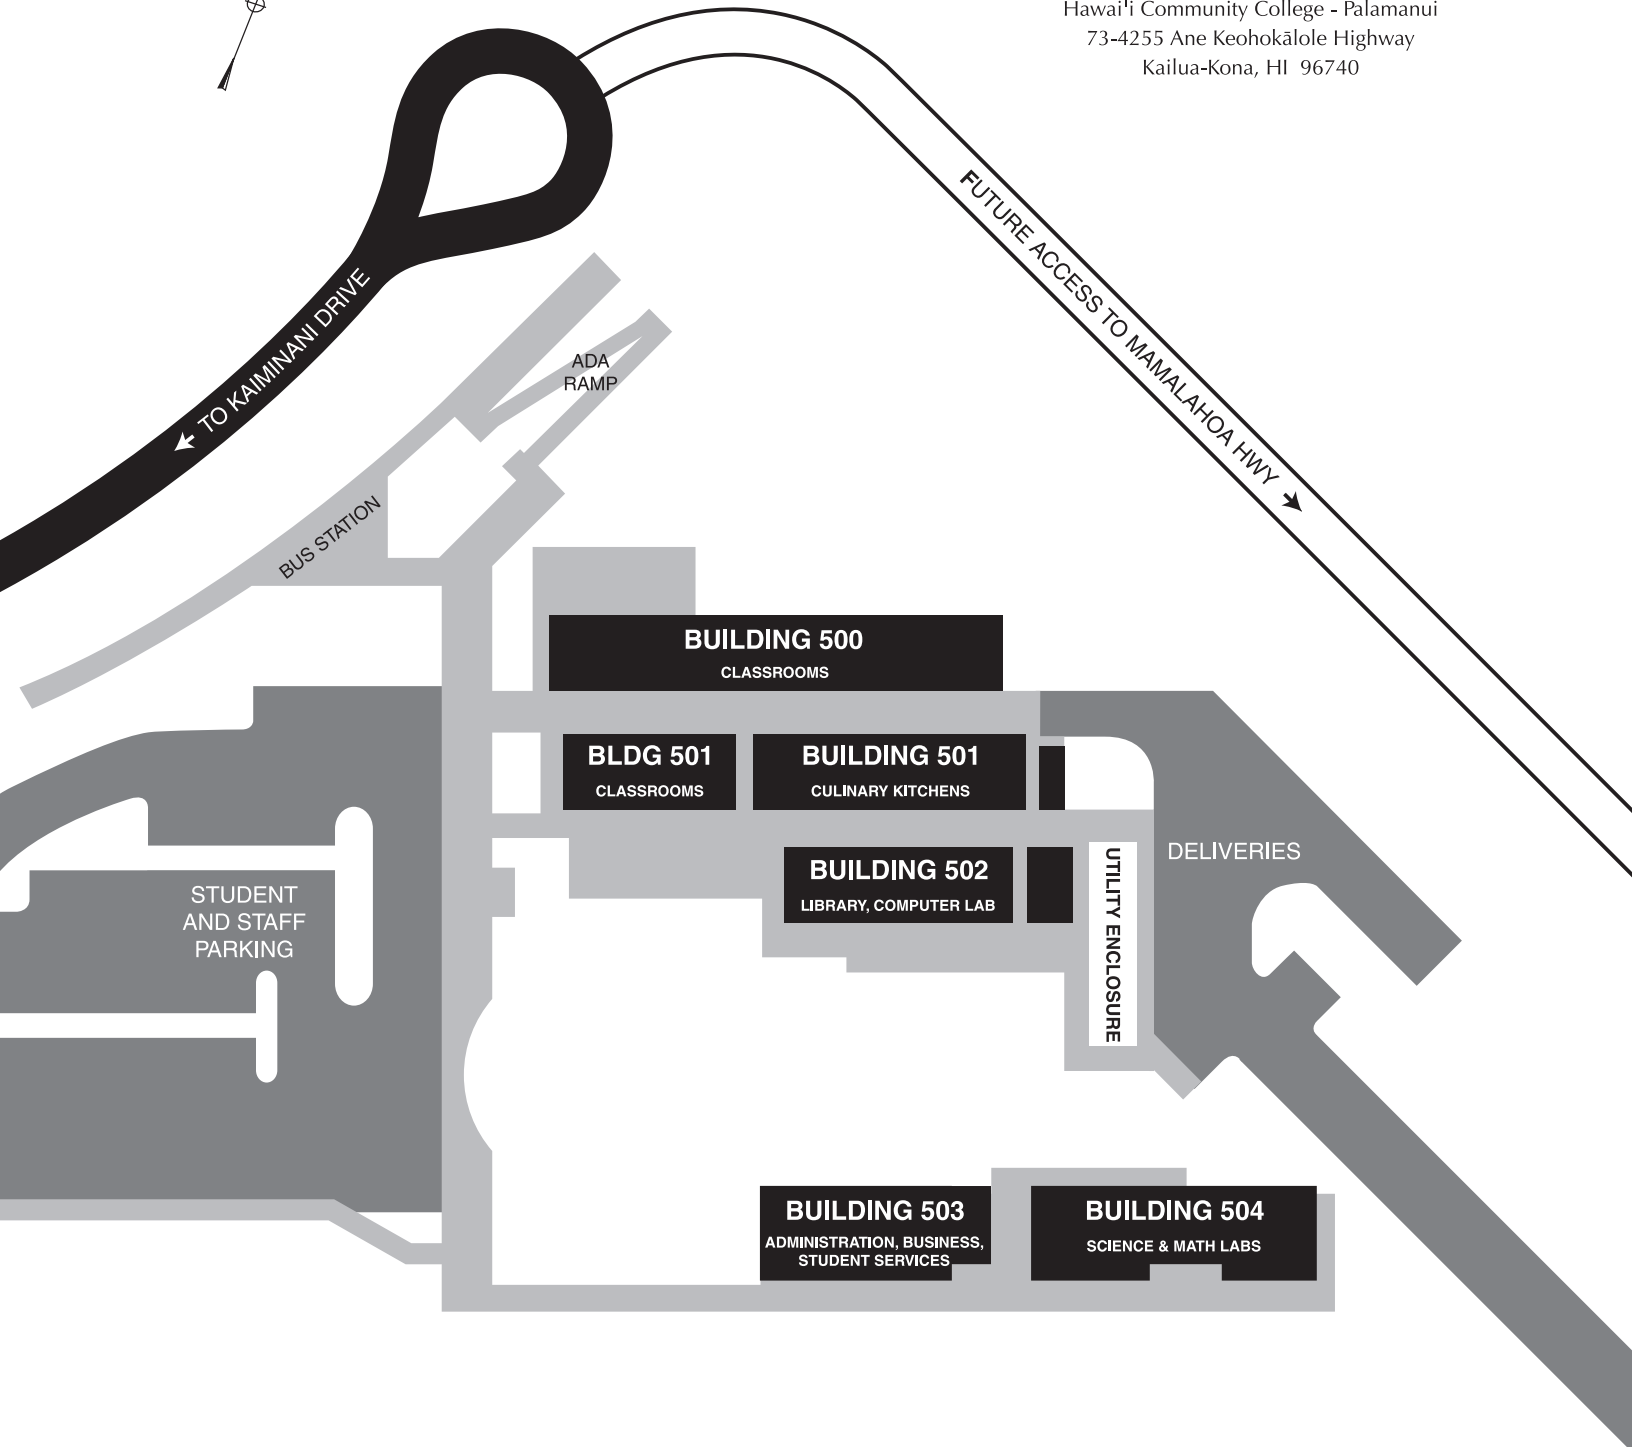 Hawai'i Community College - Palamanui
73-4255 Ane Keohokālole Highway
Kailua-Kona, HI 96740
FUTURE ACCESS TO MAMALAHOA HWY
TO KAIMINANI DRIVE
ADA
RAMP
BUS STATION
BUILDING 500
CLASSROOMS
BLDG 501
CLASSROOMS
BUILDING 501
CULINARY KITCHENS
BUILDING 502
LIBRARY, COMPUTER LAB
UTILITY ENCLOSURE
DELIVERIES
STUDENT
AND STAFF
PARKING
BUILDING 503
ADMINISTRATION, BUSINESS,
STUDENT SERVICES
BUILDING 504
SCIENCE & MATH LABS